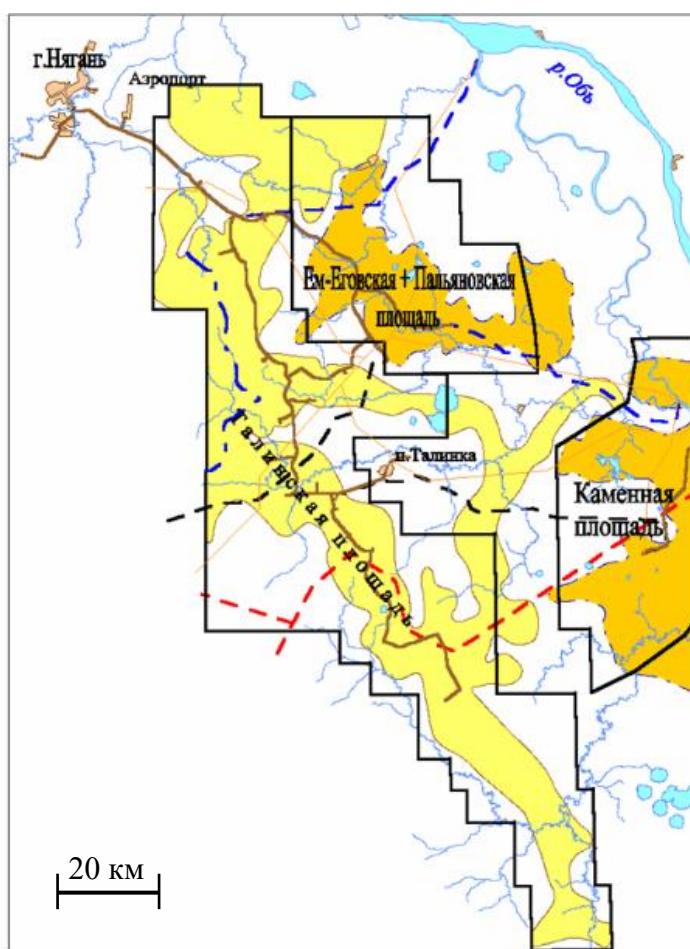 г.Нягань
Аэропорт
р.Обь
Ем-Еговская + Пальяновская
площадь
п.Талинка
Талинская площадь
Каменная
площадь
20 км